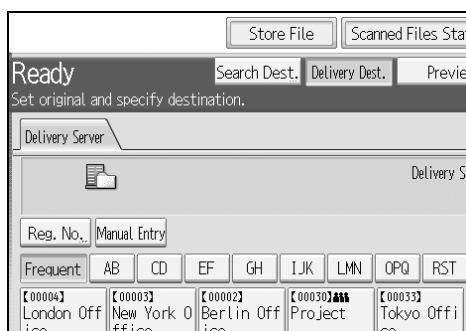 Store File Scanned Files Sta
Ready Search Dest. Delivery Dest. Previe
Set original and specify destination.
Delivery Server
Delivery S
Reg. No. Manual Entry
Frequent AB CD EF GH IJK LMN OPQ RST
【00004】 【00003】 【00002】 【00030】 【00033】
London Off New York O Berlin Off Project Tokyo Offi
ice ffice ice ce